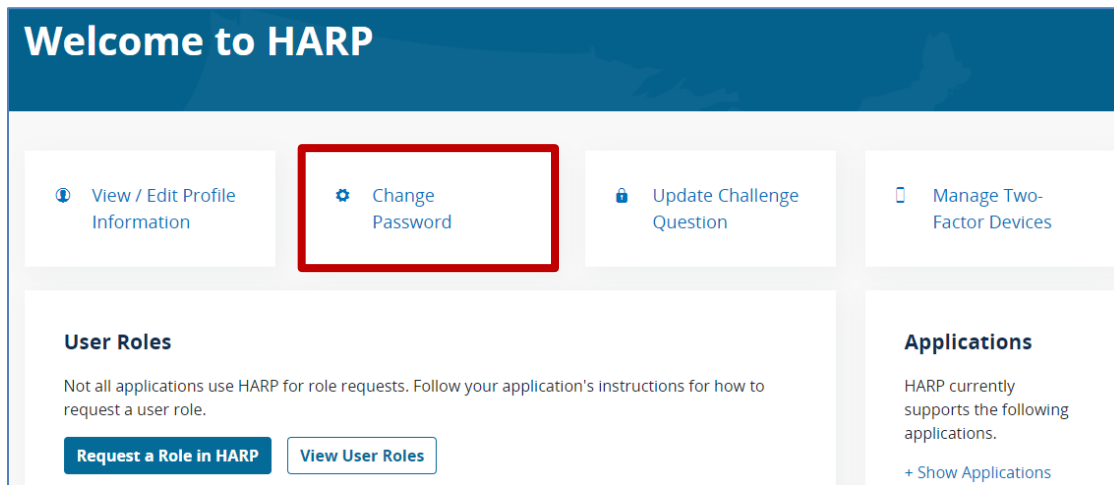 Welcome to HARP
View / Edit Profile
Information
Change
Password
Update Challenge
Question
Manage Two-
Factor Devices
User Roles
Not all applications use HARP for role requests. Follow your application's instructions for how to
request a user role.
Request a Role in HARP
View User Roles
Applications
HARP currently
supports the following
applications.
+ Show Applications